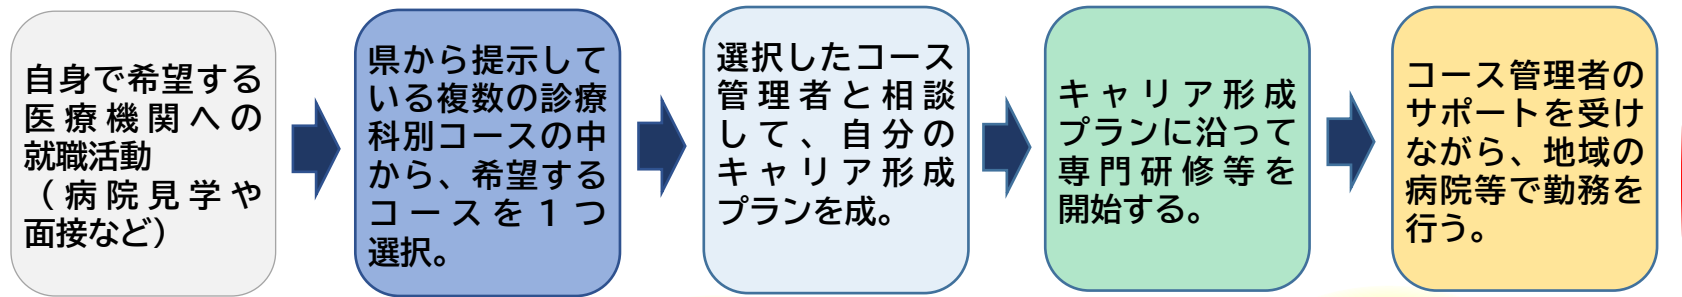 自身で希望する
医療機関への
就職活動
（病院見学や
面接など）
県から提示して
いる複数の診療
科別コースの中
から、希望する
コースを１つ
選択。
選択したコース
管理者と相談
して、自分の
キャリア形成
プランを成。
キャリア形成
プランに沿って
専門研修等を
開始する。
コース管理者の
サポートを受け
ながら、地域の
病院等で勤務を
行う。